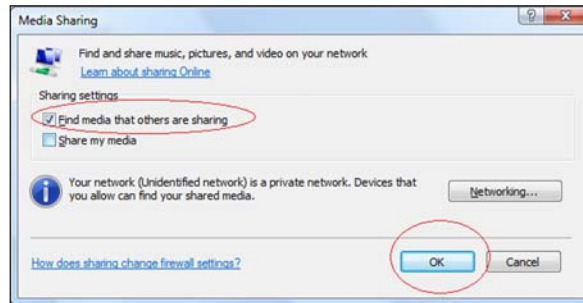 Media Sharing
Find and share music, pictures, and video on your network
Learn about sharing Online
Sharing settings
Find media that others are sharing
Share my media
Your network (Unidentified network) is a private network. Devices that
you allow can find your shared media.
Networking...
How does sharing change firewall settings?
OK
Cancel